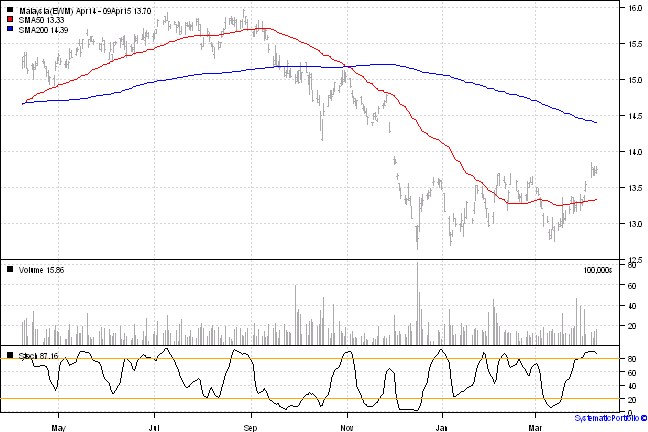 Malaysia(EWM) Apr14 - 09Apr15 13.70
SMA50 13.33
SMA200 14.39
16.0
15.5
15.0
14.5
14.0
13.5
13.0
12.5
Volume 15.86
100,000s
80
60
40
20
Stoch 87.16
80
60
40
20
0
May
Jul
Sep
Nov
Jan
Mar
SystematicPortfolio ©